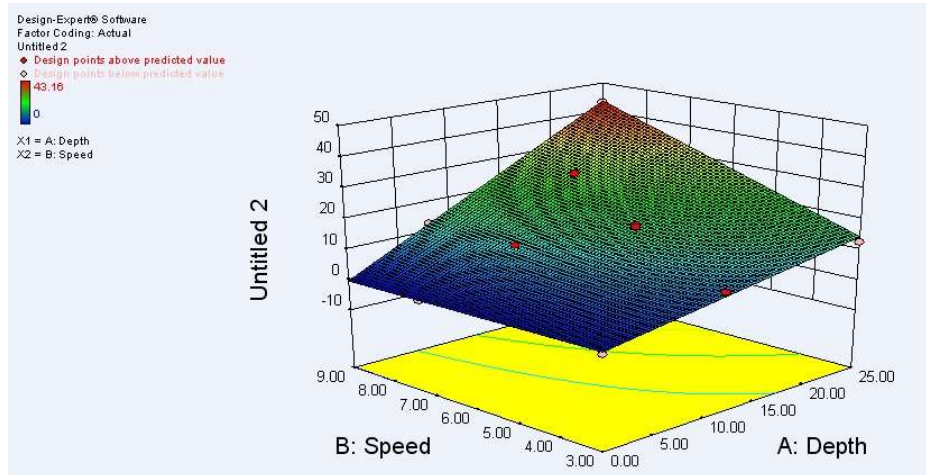 Design-Expert® Software
Factor Coding: Actual
Untitled 2
Design points above predicted value
Design points below predicted value
43.16
0
X1 = A: Depth
X2 = B: Speed
50
40
30
20
10
0
-10
Untitled 2
9.00
8.00
7.00
6.00
5.00
4.00
3.00
B: Speed
0.00
5.00
10.00
15.00
20.00
25.00
A: Depth